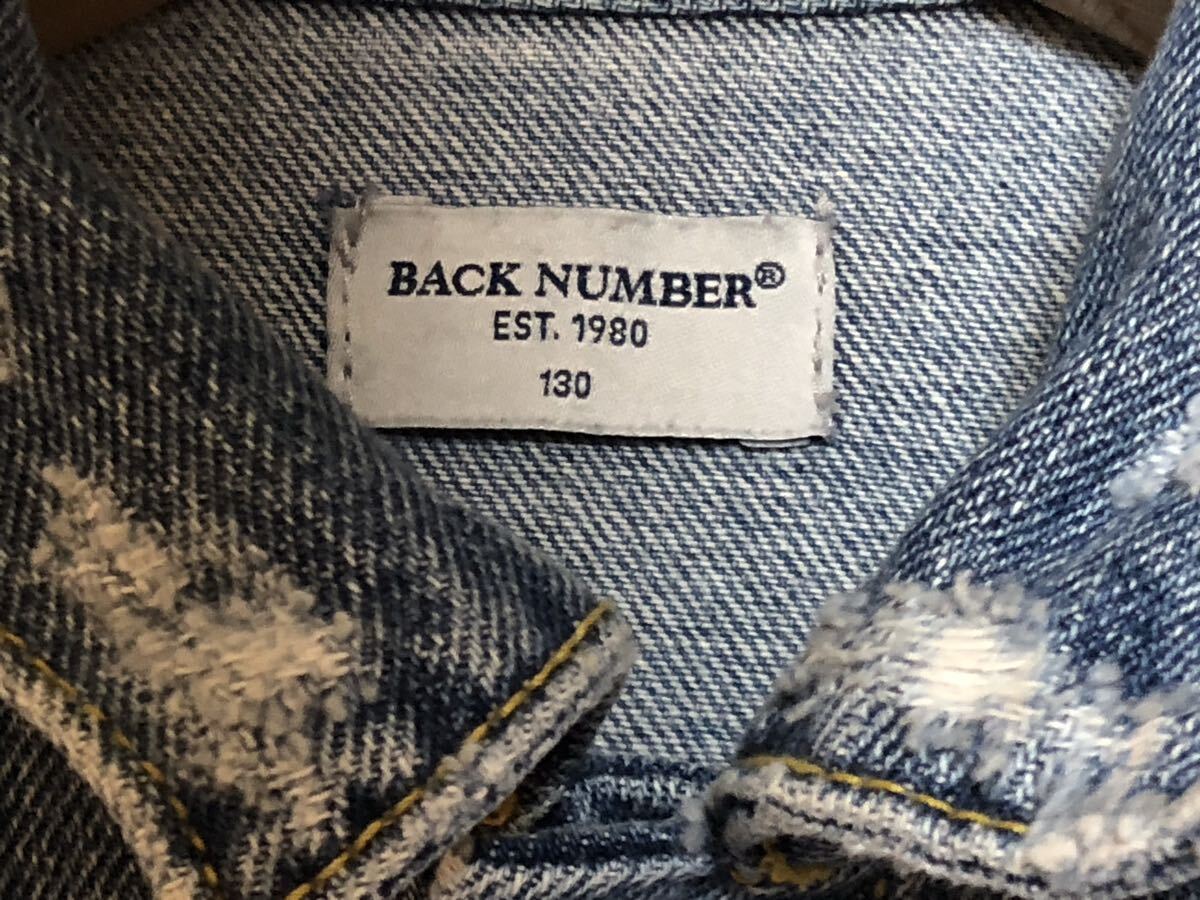 BACK NUMBER®
EST. 1980
130